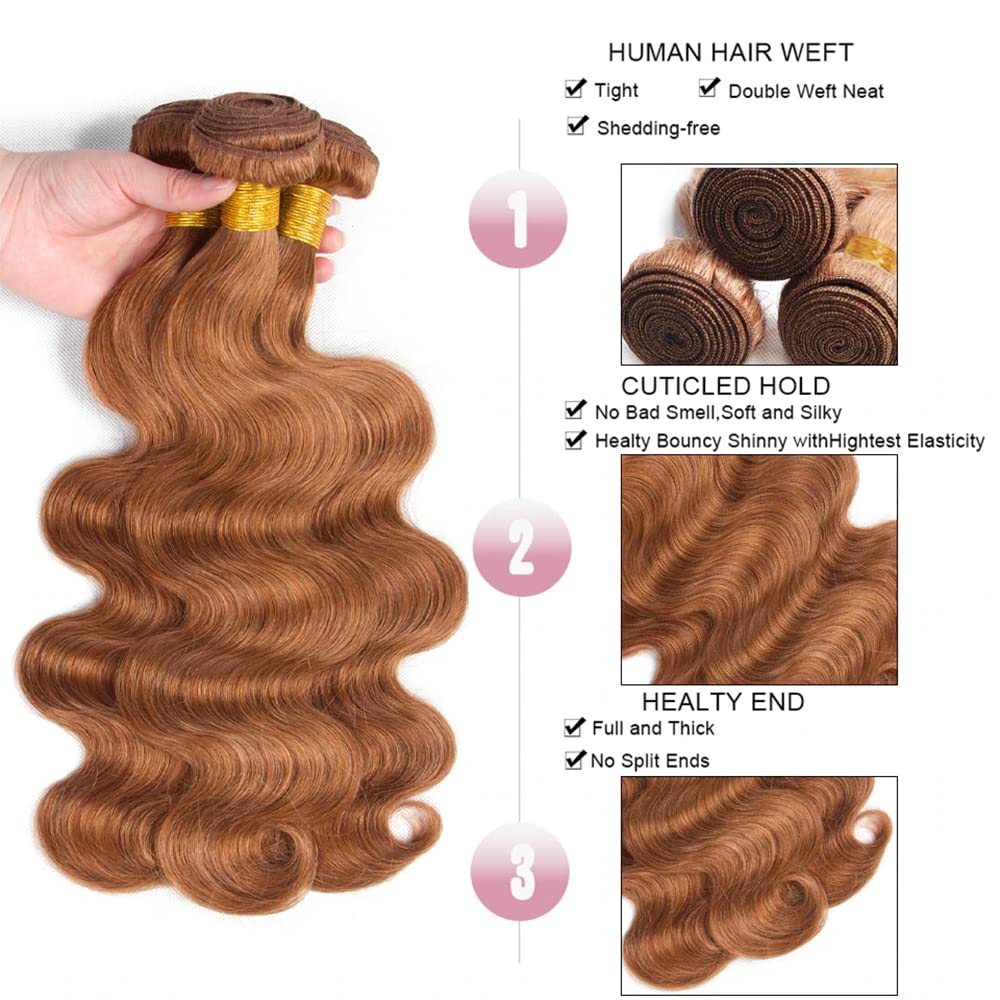 HUMAN HAIR WEFT
Tight
Double Weft Neat
Shedding-free
1
CUTICLED HOLD
No Bad Smell,Soft and Silky
Healty Bouncy Shinny withHightest Elasticity
2
HEALTY END
Full and Thick
No Split Ends
3